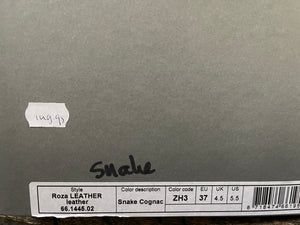 149.95
Snake
Style Color description Color code EU UK US
Roza LEATHER
leather Snake Cognac ZH3 37 4.5 5.5
66.1445.02